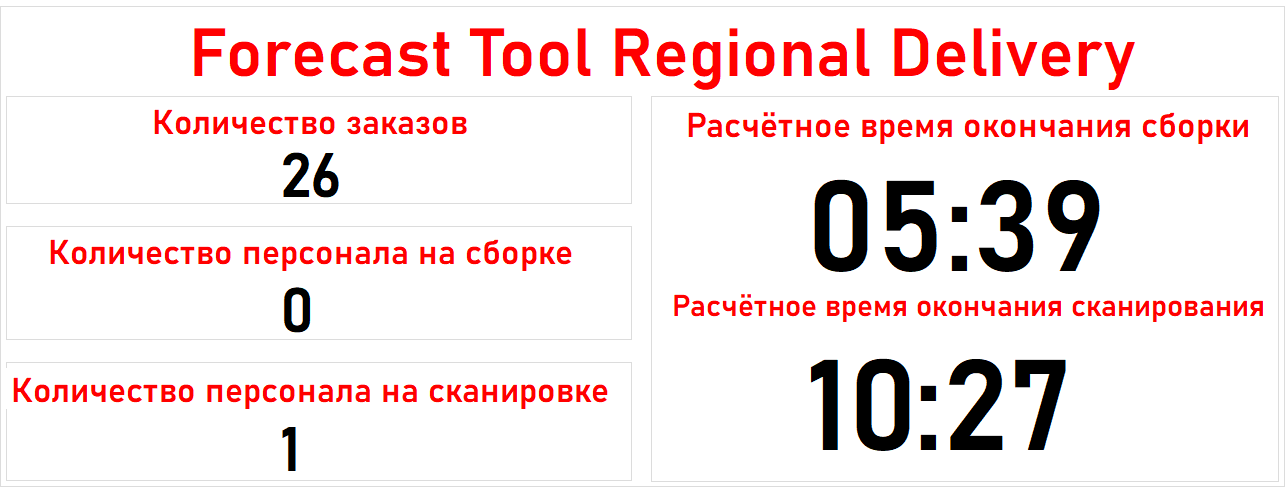 Forecast Tool Regional Delivery
Количество заказов
26
Количество персонала на сборке
0
Количество персонала на сканировке
1
Расчётное время окончания сборки
05:39
Расчётное время окончания сканирования
10:27